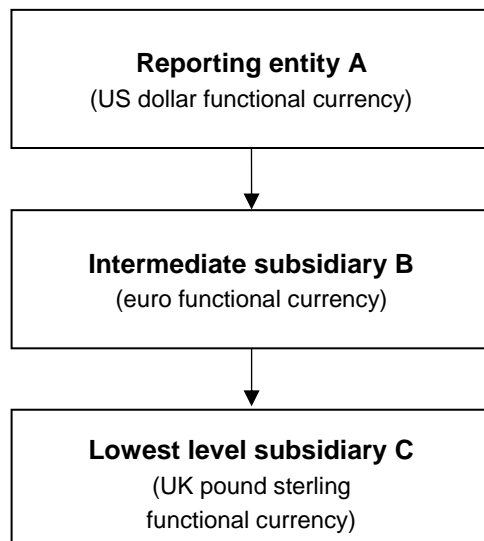 Reporting entity A
(US dollar functional currency)
Intermediate subsidiary B
(euro functional currency)
Lowest level subsidiary C
(UK pound sterling
functional currency)